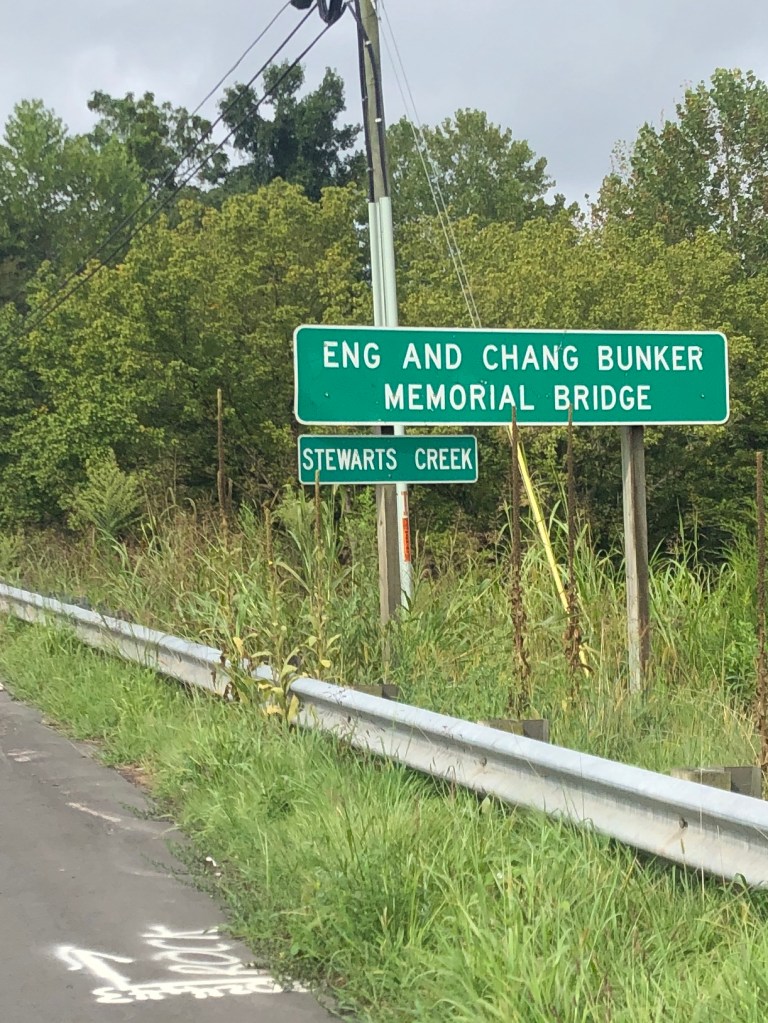 ENG AND CHANG BUNKER
MEMORIAL BRIDGE
STEWARTS CREEK